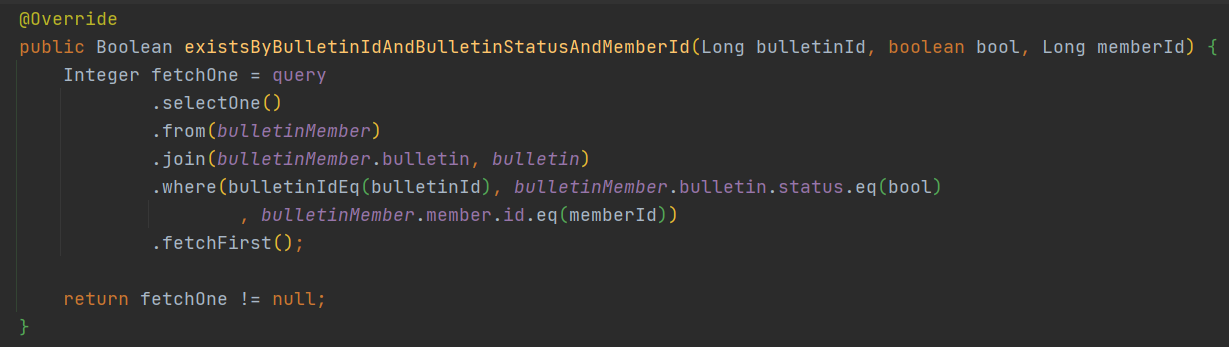 @Override
public Boolean existsByBulletinIdAndBulletinStatusAndMemberId(Long bulletinId, boolean bool, Long memberId) {
    Integer fetchOne = query
            .selectOne()
            .from(bulletinMember)
            .join(bulletinMember.bulletin, bulletin)
            .where(bulletinIdEq(bulletinId), bulletinMember.bulletin.status.eq(bool)
                    , bulletinMember.member.id.eq(memberId))
            .fetchFirst();
    return fetchOne != null;
}